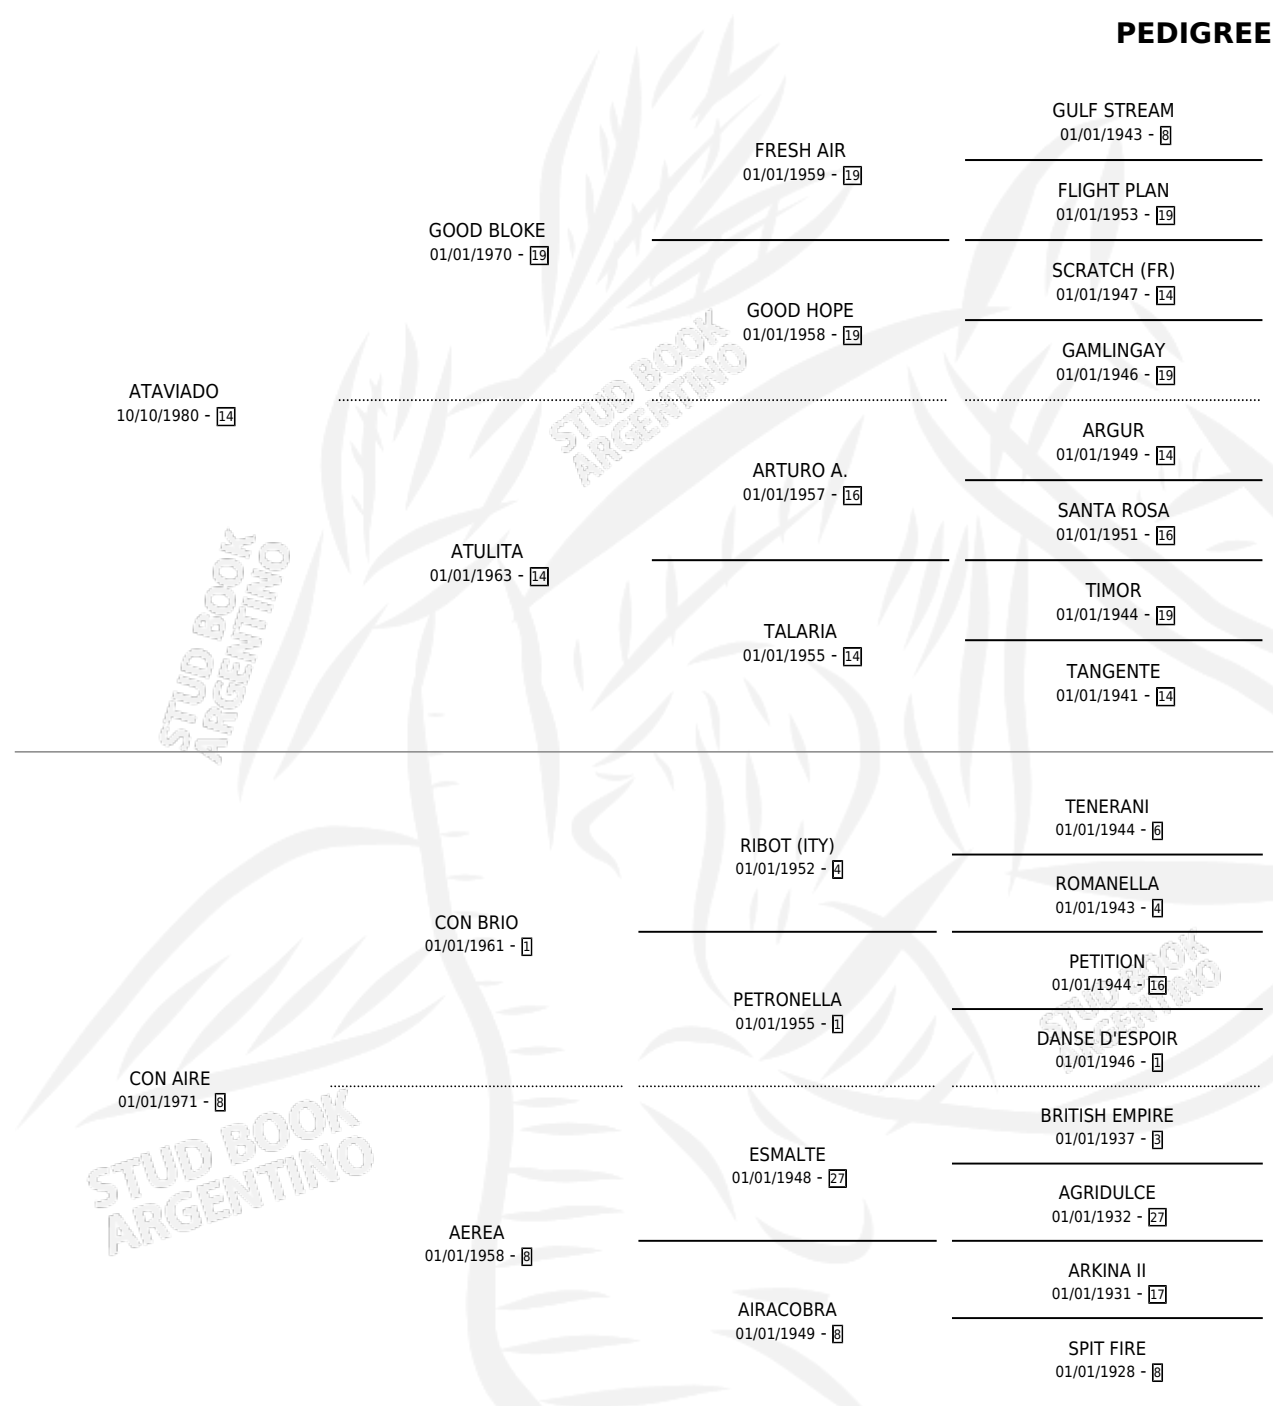 PEDIGREE
GULF STREAM
01/01/1943 - 8
FRESH AIR
01/01/1959 - 19
FLIGHT PLAN
01/01/1953 - 19
GOOD BLOKE
01/01/1970 - 19
SCRATCH (FR)
01/01/1947 - 14
GOOD HOPE
01/01/1958 - 19
GAMLINGAY
01/01/1946 - 19
ATAVIADO
10/10/1980 - 14
ARGUR
01/01/1949 - 14
ARTURO A.
01/01/1957 - 16
SANTA ROSA
01/01/1951 - 16
ATULITA
01/01/1963 - 14
TIMOR
01/01/1944 - 19
TALARIA
01/01/1955 - 14
TANGENTE
01/01/1941 - 14
TENERANI
01/01/1944 - 6
RIBOT (ITY)
01/01/1952 - 4
ROMANELLA
01/01/1943 - 4
CON BRIO
01/01/1961 - 1
PETITION
01/01/1944 - 16
PETRONELLA
01/01/1955 - 1
DANSE D'ESPOIR
01/01/1946 - 1
CON AIRE
01/01/1971 - 8
BRITISH EMPIRE
01/01/1937 - 3
ESMALTE
01/01/1948 - 27
AGRIDULCE
01/01/1932 - 27
AEREA
01/01/1958 - 8
ARKINA II
01/01/1931 - 17
AIRACOBRA
01/01/1949 - 8
SPIT FIRE
01/01/1928 - 8
STUD BOOK
ARGENTINO
STUD BOOK
ARGENTINO
STUD BOOK
ARGENTINO
STUD BOOK
ARGENTINO